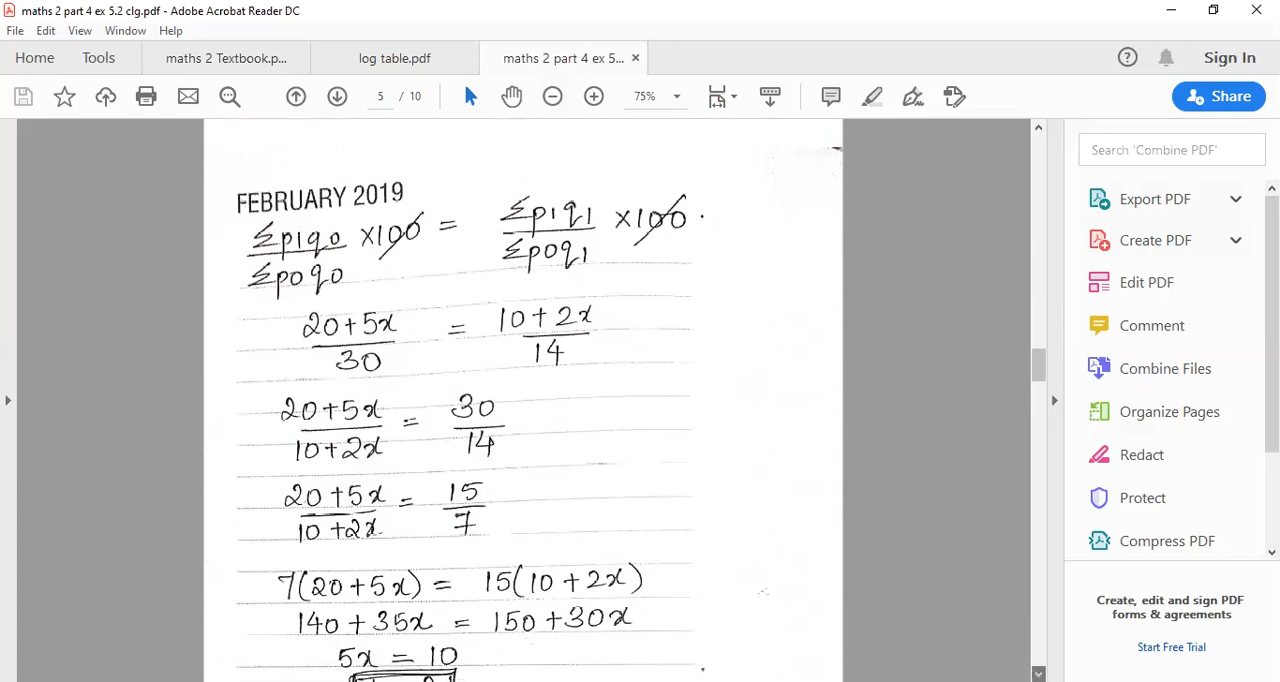 maths 2 part 4 ex 5.2 clg.pdf - Adobe Acrobat Reader DC
File Edit View Window Help
Home Tools maths 2 Textbook.p... log table.pdf maths 2 part 4 ex 5... × Sign In
5 / 10 75% Share
FEBRUARY 2019
Σp1q0/Σp0q0 ×100 = Σp1q1/Σp0q1 ×100.
20+5x/30 = 10+2x/14
20+5x/10+2x = 30/14
20+5x/10+2x = 15/7
7(20+5x) = 15(10+2x)
140+35x = 150+30x
5x = 10
Search 'Combine PDF'
Export PDF
Create PDF
Edit PDF
Comment
Combine Files
Organize Pages
Redact
Protect
Compress PDF
Create, edit and sign PDF
forms & agreements
Start Free Trial